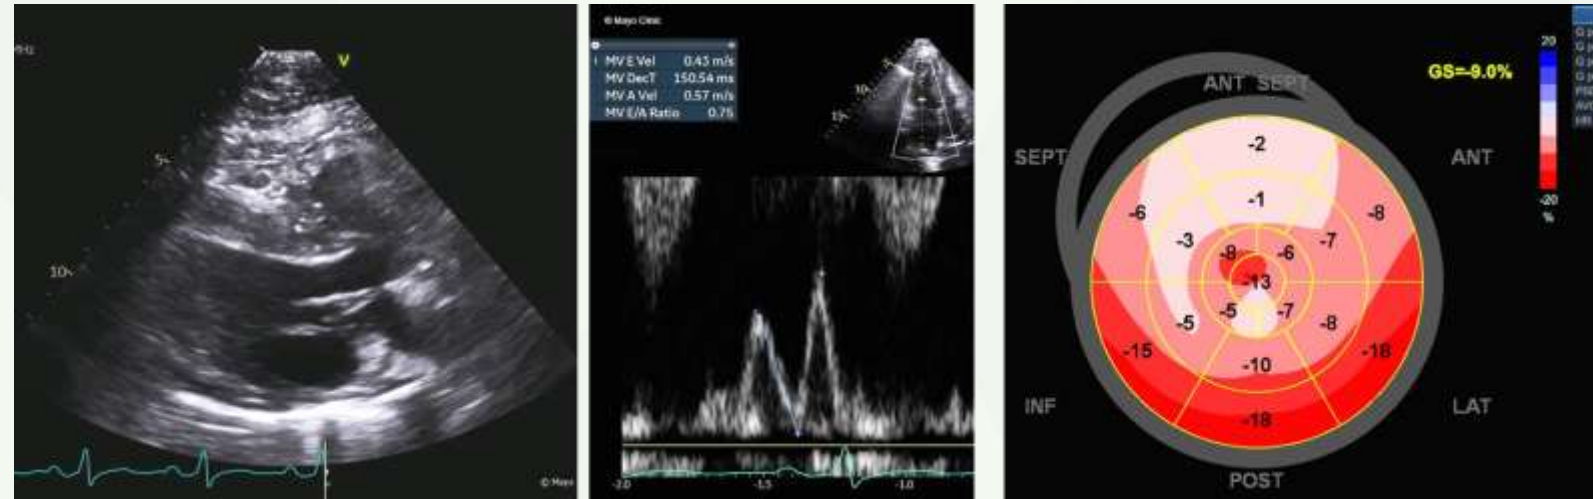 V
5
10
© Mayo
© Mayo Clinic
MV E Vel 0.43 m/s
MV DecT 150.54 ms
MV A Vel 0.57 m/s
MV E/A Ratio 0.75
5
10
15
-2.0 -1.5 -1.0
20
GS=-9.0%
ANT SEPT
SEPT
ANT
-20
%
-2
-6 -1 -8
-3 -7
-8 -6
-13
-5 -7
-5 -8
-15 -10 -18
-18
INF
LAT
POST